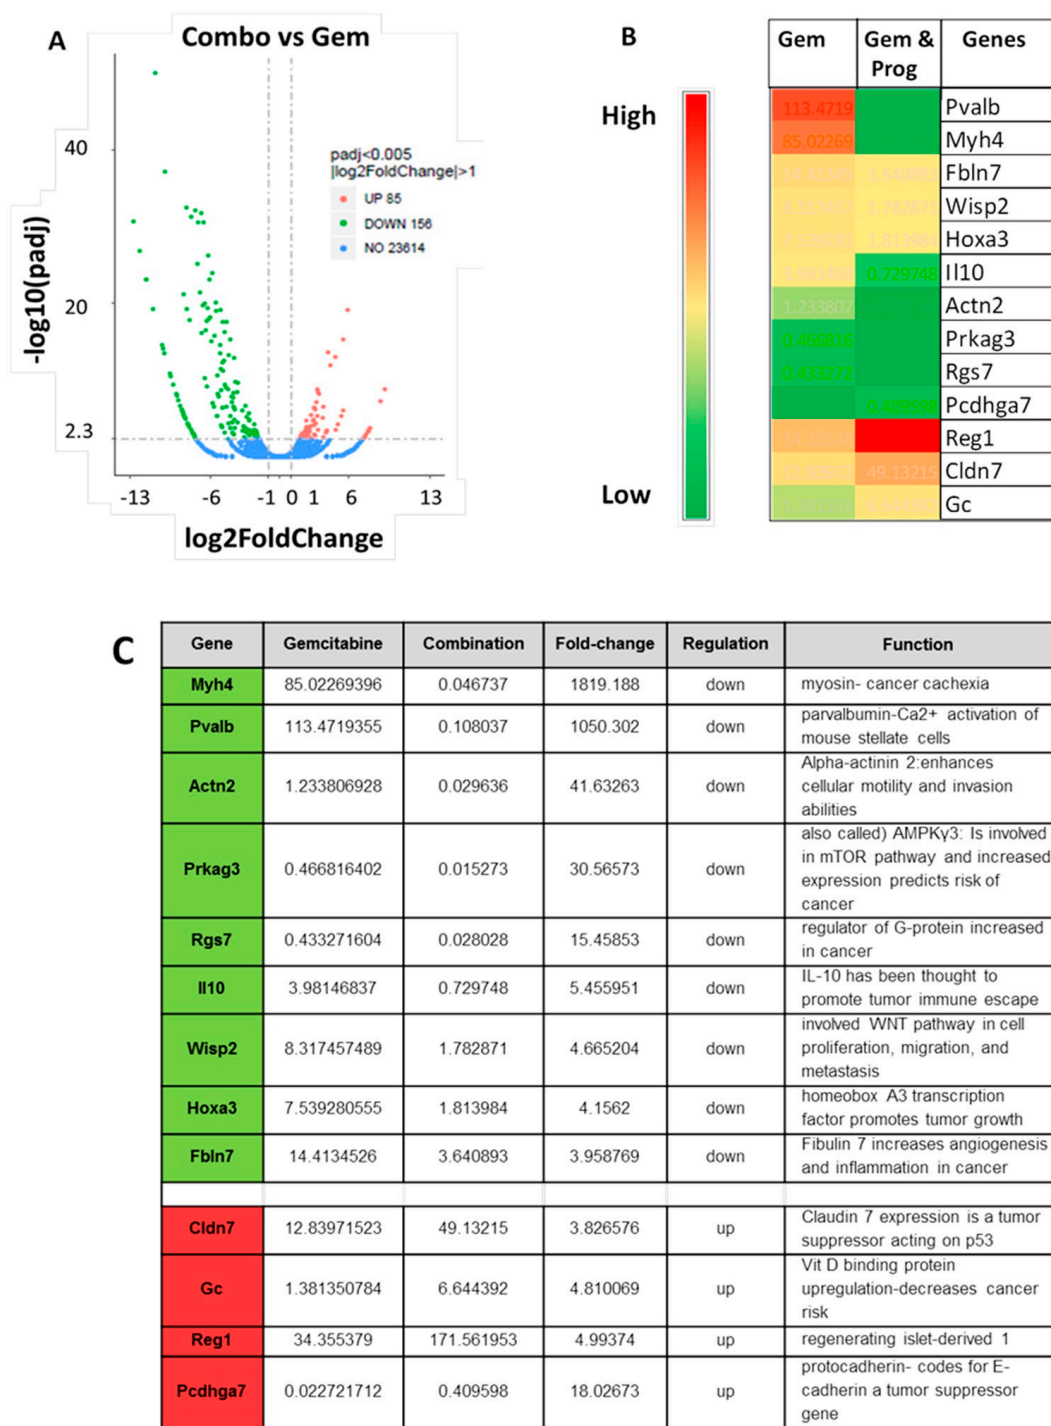 A
Combo vs Gem
-log10(padj)
40
20
2.3
padj<0.005
|log2FoldChange|>1
UP 85
DOWN 156
NO 23614
-13 -6 -1 0 1 6 13
log2FoldChange
B
High
Low
Gem Gem & Prog Genes
113.4719 Pvalb
85.02269 Myh4
3.640893 Fbln7
1.782871 Wisp2
1.813984 Hoxa3
3.981468 0.729748 Il10
1.233807 Actn2
0.466816 Prkag3
0.433272 Rgs7
0.409598 Pcdhga7
Reg1
49.13215 Cldn7
Gc
C
Gene Gemcitabine Combination Fold-change Regulation Function
Myh4 85.02269396 0.046737 1819.188 down myosin- cancer cachexia
Pvalb 113.4719355 0.108037 1050.302 down parvalbumin-Ca2+ activation of
mouse stellate cells
Actn2 1.233806928 0.029636 41.63263 down Alpha-actinin 2:enhances
cellular motility and invasion
abilities
Prkag3 0.466816402 0.015273 30.56573 down also called) AMPKγ3: Is involved
in mTOR pathway and increased
expression predicts risk of
cancer
Rgs7 0.433271604 0.028028 15.45853 down regulator of G-protein increased
in cancer
Il10 3.98146837 0.729748 5.455951 down IL-10 has been thought to
promote tumor immune escape
Wisp2 8.317457489 1.782871 4.665204 down involved WNT pathway in cell
proliferation, migration, and
metastasis
Hoxa3 7.539280555 1.813984 4.1562 down homeobox A3 transcription
factor promotes tumor growth
Fbln7 14.4134526 3.640893 3.958769 down Fibulin 7 increases angiogenesis
and inflammation in cancer
Cldn7 12.83971523 49.13215 3.826576 up Claudin 7 expression is a tumor
suppressor acting on p53
Gc 1.381350784 6.644392 4.810069 up Vit D binding protein
upregulation-decreases cancer
risk
Reg1 34.355379 171.561953 4.99374 up regenerating islet-derived 1
Pcdhga7 0.022721712 0.409598 18.02673 up protocadherin- codes for E-
cadherin a tumor suppressor
gene